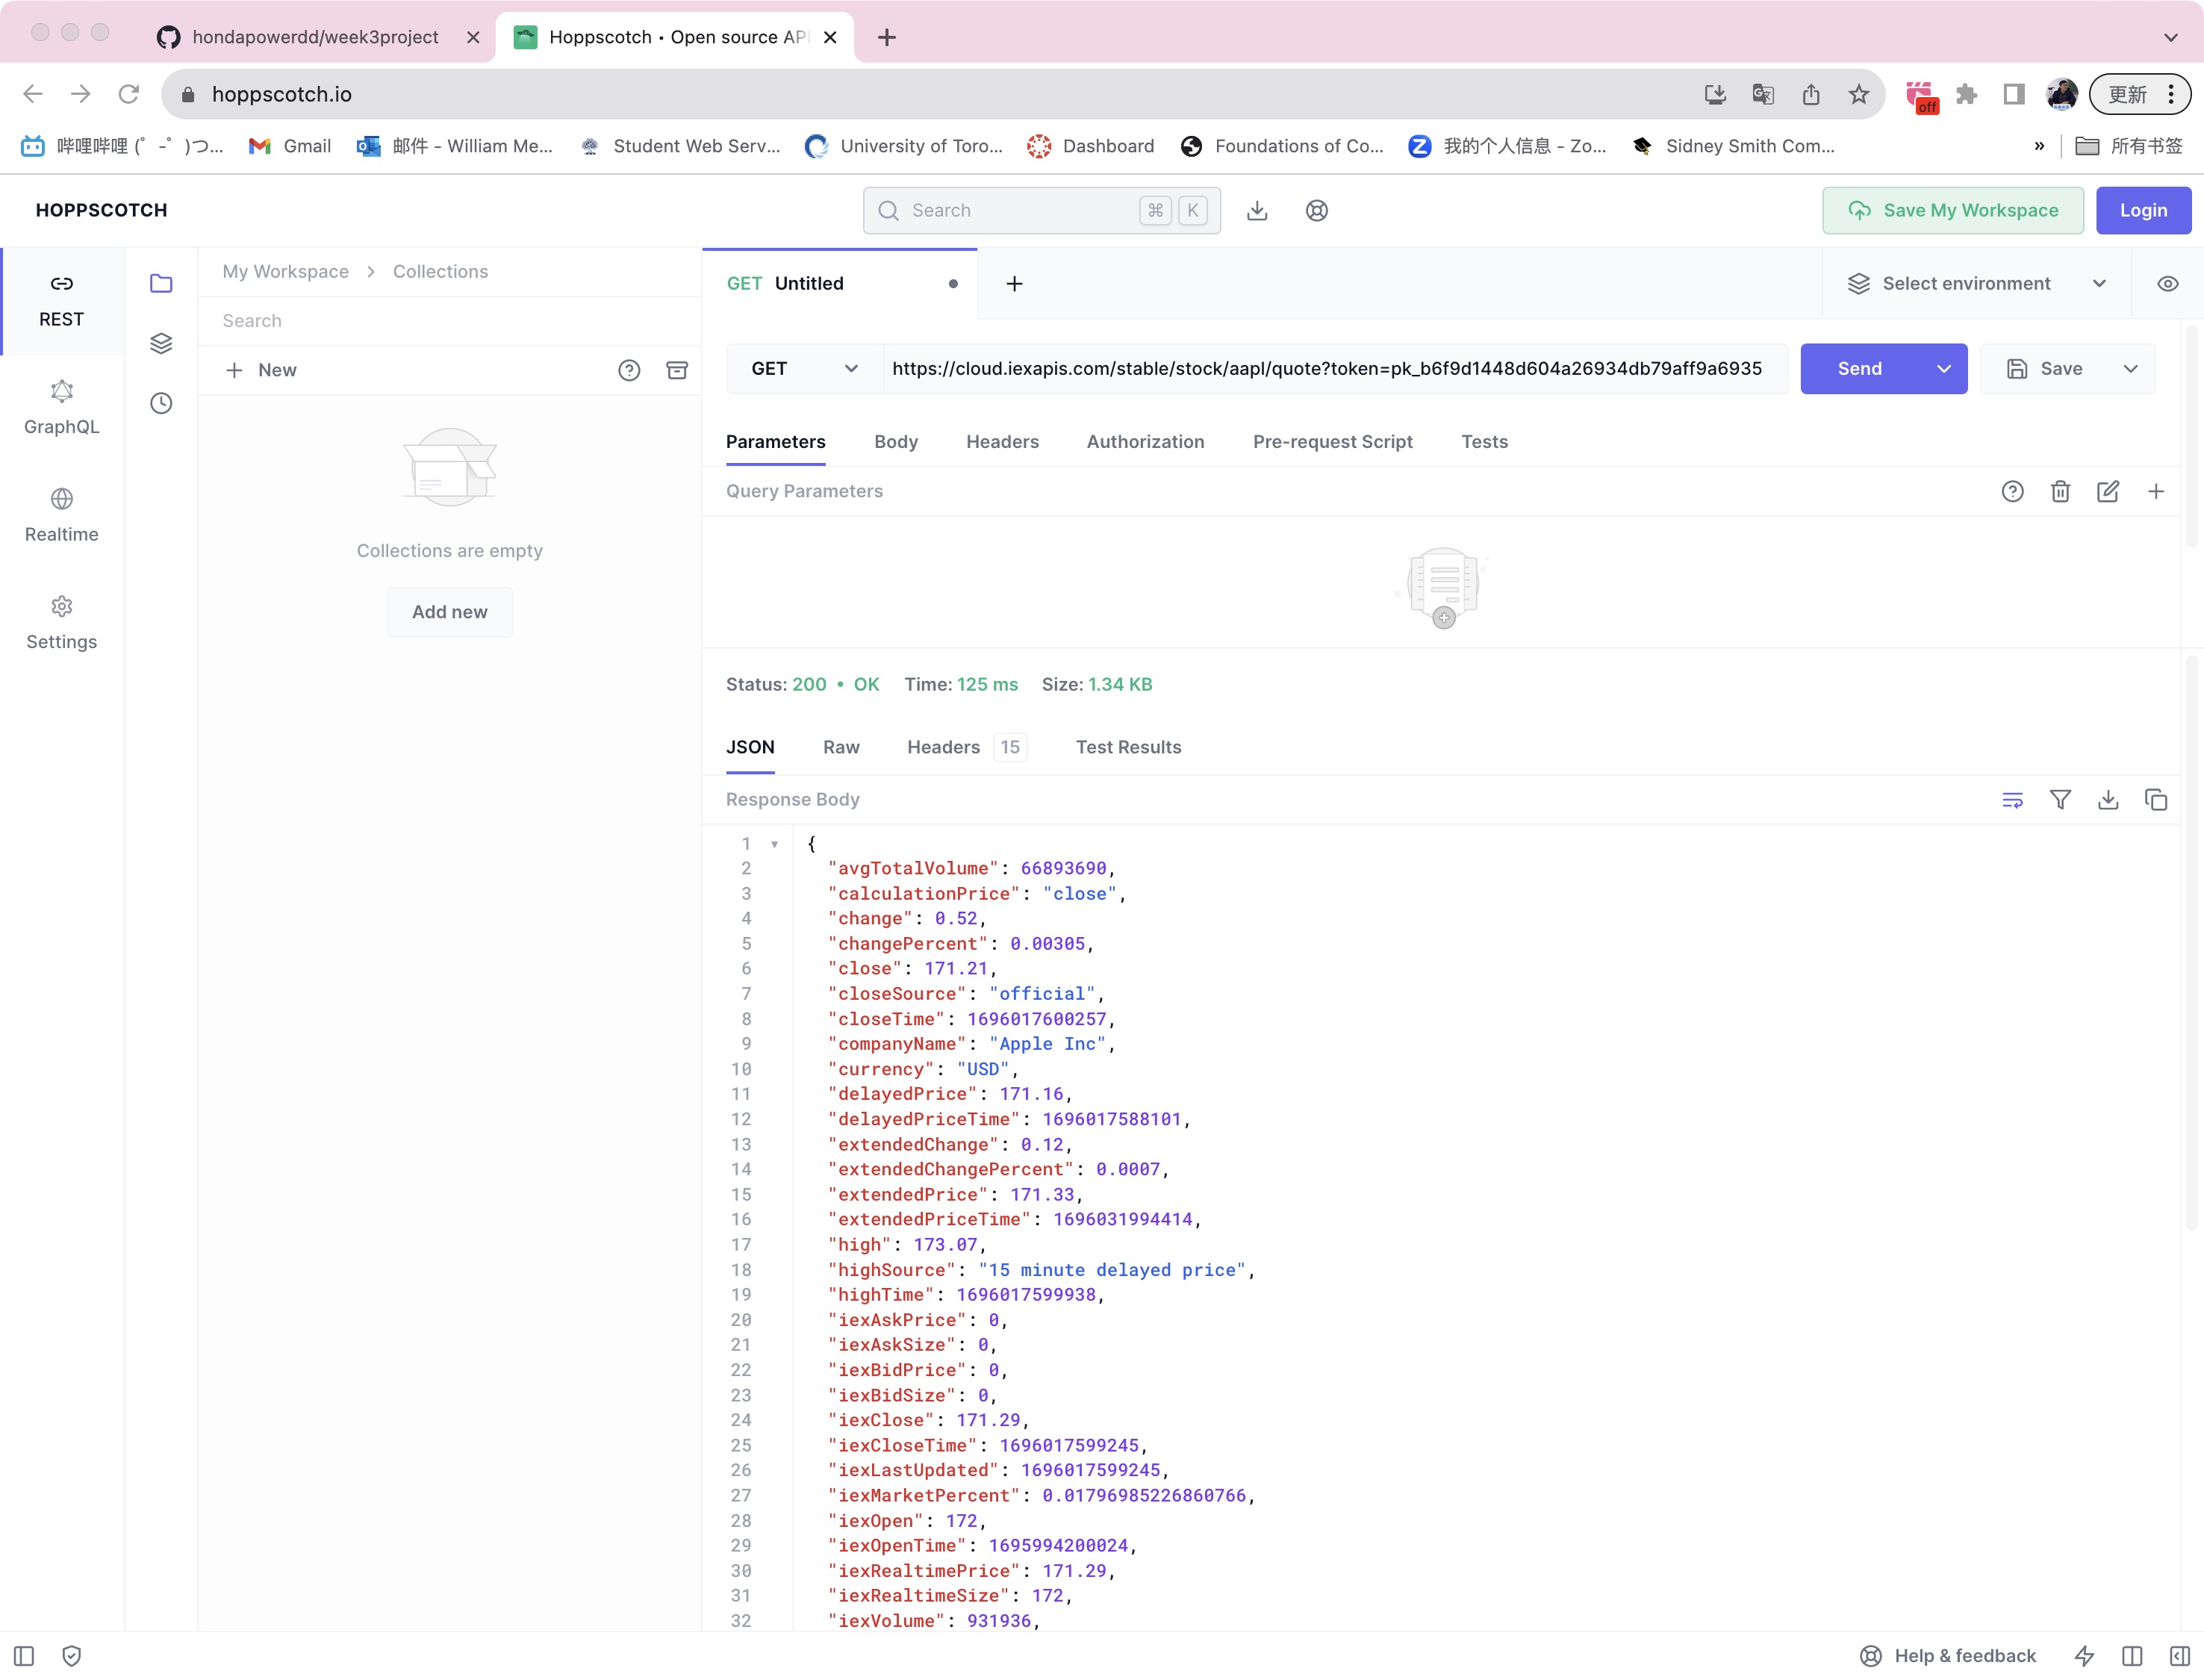 hondapowerdd/week3project
Hoppscotch • Open source AP
hoppscotch.io
off
更新
哔哩哔哩 (゜-゜)つ...
Gmail
邮件 - William Me...
Student Web Serv...
University of Toro...
Dashboard
Foundations of Co...
我的个人信息 - Zo...
Sidney Smith Com...
»
所有书签
HOPPSCOTCH
Search
⌘
K
Save My Workspace
Login
REST
GraphQL
Realtime
Settings
My Workspace > Collections
Search
+ New
Collections are empty
Add new
GET Untitled
Select environment
GET
https://cloud.iexapis.com/stable/stock/aapl/quote?token=pk_b6f9d1448d604a26934db79aff9a6935
Send
Save
Parameters
Body
Headers
Authorization
Pre-request Script
Tests
Query Parameters
Status: 200 • OK
Time: 125 ms
Size: 1.34 KB
JSON
Raw
Headers 15
Test Results
Response Body
1 {
2 "avgTotalVolume": 66893690,
3 "calculationPrice": "close",
4 "change": 0.52,
5 "changePercent": 0.00305,
6 "close": 171.21,
7 "closeSource": "official",
8 "closeTime": 1696017600257,
9 "companyName": "Apple Inc",
10 "currency": "USD",
11 "delayedPrice": 171.16,
12 "delayedPriceTime": 1696017588101,
13 "extendedChange": 0.12,
14 "extendedChangePercent": 0.0007,
15 "extendedPrice": 171.33,
16 "extendedPriceTime": 1696031994414,
17 "high": 173.07,
18 "highSource": "15 minute delayed price",
19 "highTime": 1696017599938,
20 "iexAskPrice": 0,
21 "iexAskSize": 0,
22 "iexBidPrice": 0,
23 "iexBidSize": 0,
24 "iexClose": 171.29,
25 "iexCloseTime": 1696017599245,
26 "iexLastUpdated": 1696017599245,
27 "iexMarketPercent": 0.01796985226860766,
28 "iexOpen": 172,
29 "iexOpenTime": 1695994200024,
30 "iexRealtimePrice": 171.29,
31 "iexRealtimeSize": 172,
32 "iexVolume": 931936,
Help & feedback